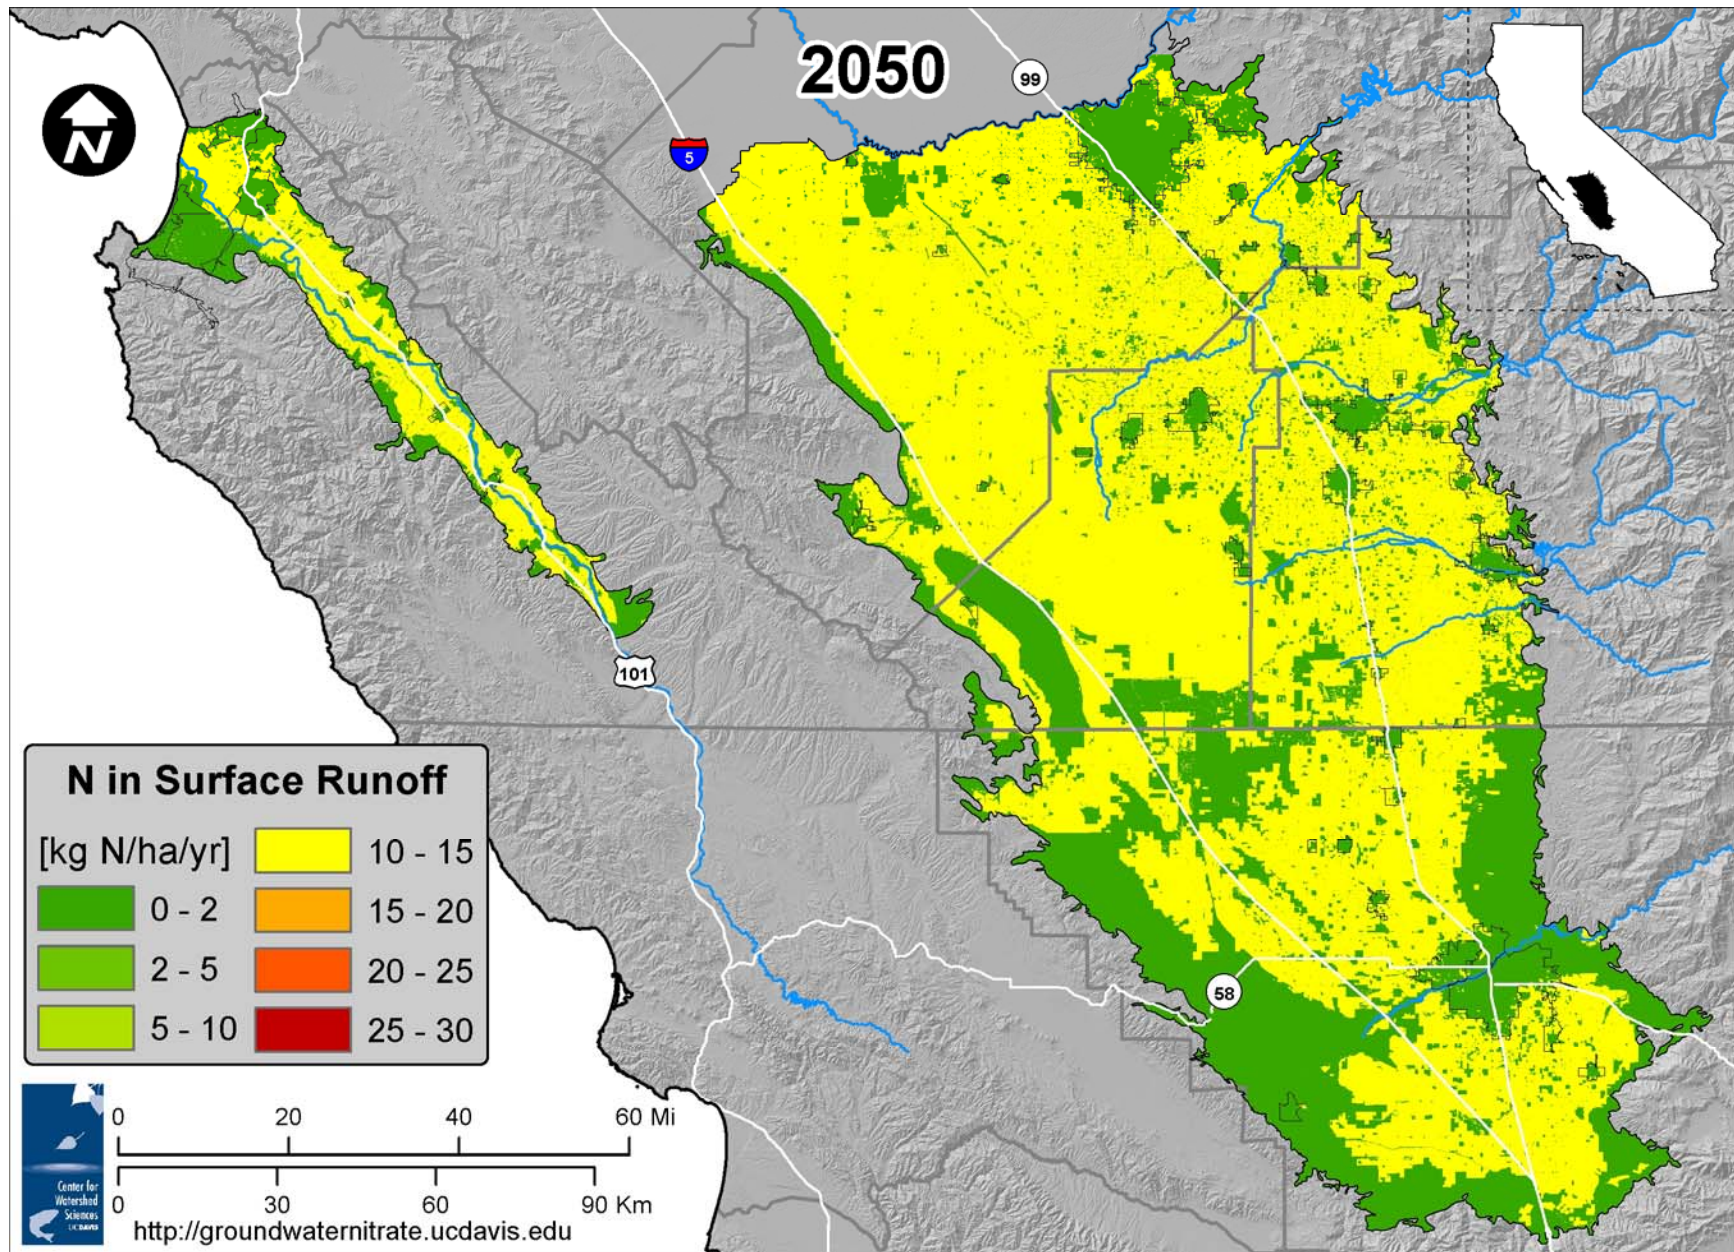 2050
N
99
5
101
58
N in Surface Runoff
[kg N/ha/yr]
0 - 2
2 - 5
5 - 10
10 - 15
15 - 20
20 - 25
25 - 30
Center for
Watershed
Sciences
UC DAVIS
0 20 40 60 Mi
0 30 60 90 Km
http://groundwaternitrate.ucdavis.edu